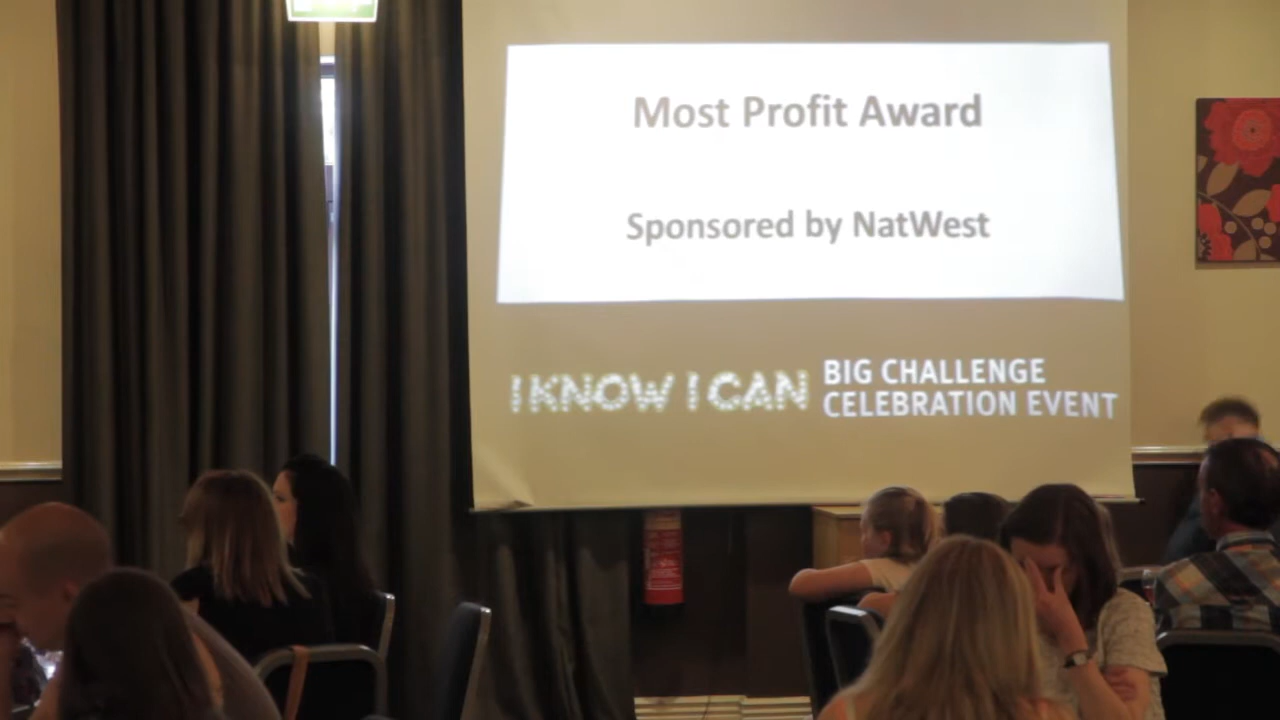 Most Profit Award
Sponsored by NatWest
I KNOW I CAN
BIG CHALLENGE
CELEBRATION EVENT